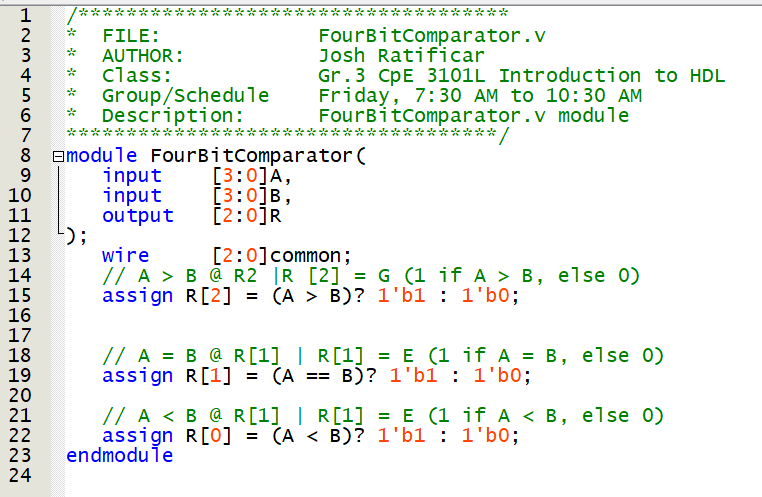 1 /************************************
2 *  FILE:           FourBitComparator.v
3 *  AUTHOR:           Josh Ratificar
4 *  Class:            Gr.3 CpE 3101L Introduction to HDL
5 *  Group/Schedule    Friday, 7:30 AM to 10:30 AM
6 *  Description:      FourBitComparator.v module
7 ************************************/
8 module FourBitComparator(
9    input    [3:0]A,
10    input    [3:0]B,
11    output   [2:0]R
12 );
13    wire     [2:0]common;
14    // A > B @ R2 |R [2] = G (1 if A > B, else 0)
15    assign R[2] = (A > B)? 1'b1 : 1'b0;
16
17
18    // A = B @ R[1] | R[1] = E (1 if A = B, else 0)
19    assign R[1] = (A == B)? 1'b1 : 1'b0;
20
21    // A < B @ R[1] | R[1] = E (1 if A < B, else 0)
22    assign R[0] = (A < B)? 1'b1 : 1'b0;
23 endmodule
24